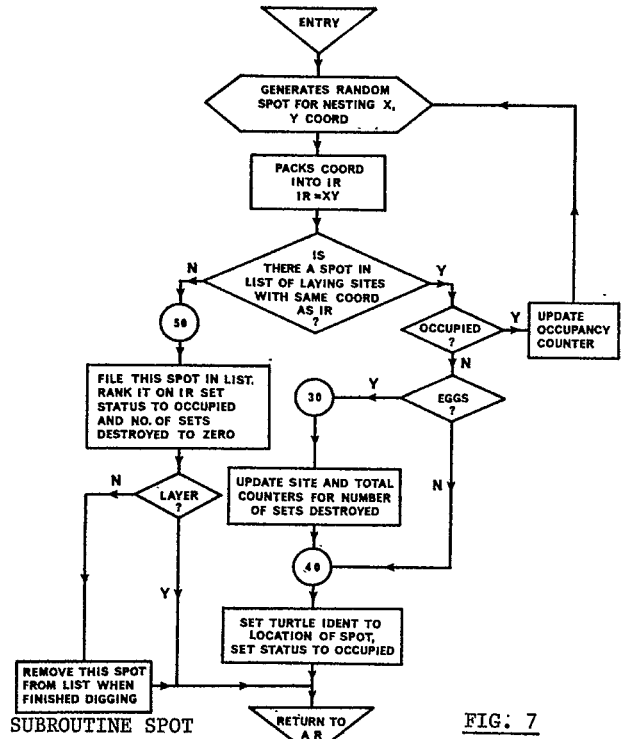 ENTRY
GENERATES RANDOM
SPOT FOR NESTING X,
Y COORD
PACKS COORD
INTO IR
IR = XY
IS
THERE A SPOT IN
LIST OF LAYING SITES
WITH SAME COORD
AS IR
?
N
Y
50
OCCUPIED
?
Y
UPDATE
OCCUPANCY
COUNTER
N
FILE THIS SPOT IN LIST.
RANK IT ON IR SET
STATUS TO OCCUPIED
AND NO. OF SETS
DESTROYED TO ZERO
30
Y
EGGS
?
N
LAYER
?
N
Y
UPDATE SITE AND TOTAL
COUNTERS FOR NUMBER
OF SETS DESTROYED
40
SET TURTLE IDENT TO
LOCATION OF SPOT,
SET STATUS TO OCCUPIED
REMOVE THIS SPOT
FROM LIST WHEN
FINISHED DIGGING
RETURN TO
A R
SUBROUTINE SPOT
FIG. 7